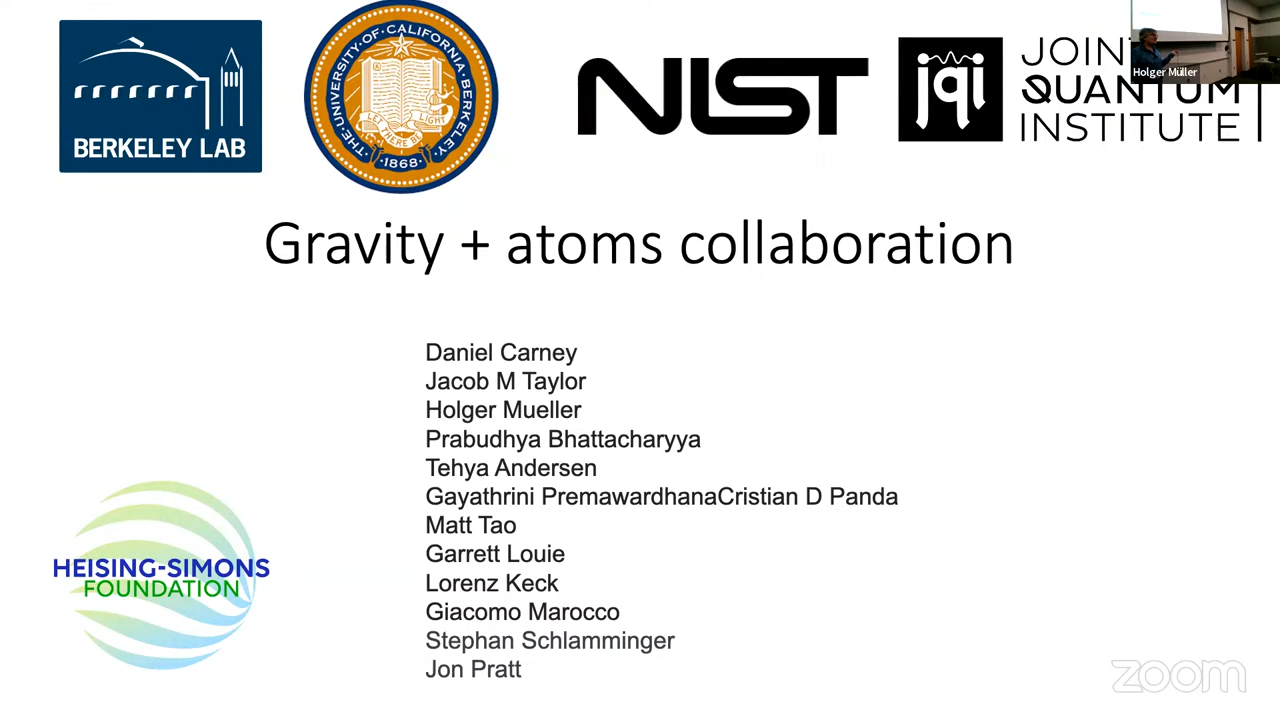 BERKELEY LAB
THE·UNIVERSITY·OF·CALIFORNIA·BERKELEY
LET THERE BE LIGHT
·1868·
NIST
jqi
JOIN
QUANTUM
INSTITUTE
Holger Müller
Gravity + atoms collaboration
Daniel Carney
Jacob M Taylor
Holger Mueller
Prabudhya Bhattacharyya
Tehya Andersen
Gayathrini PremawardhanaCristian D Panda
Matt Tao
Garrett Louie
Lorenz Keck
Giacomo Marocco
Stephan Schlamminger
Jon Pratt
HEISING-SIMONS
FOUNDATION
zoom